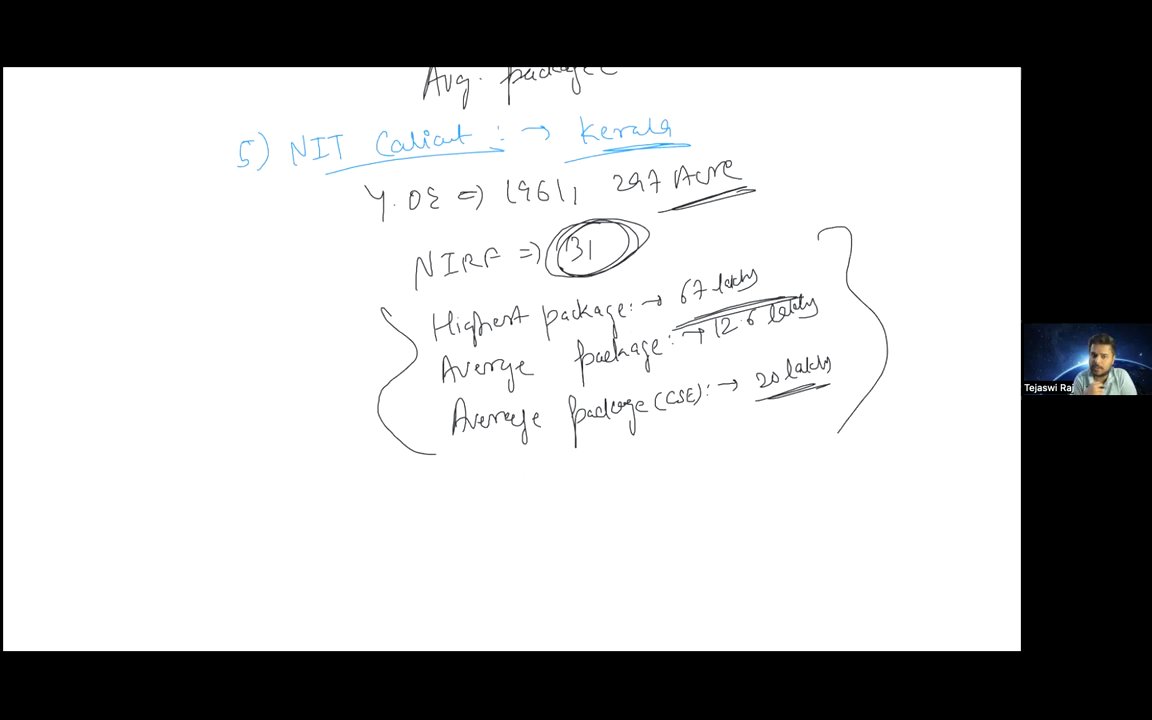 Avg. package
5) NIT Calicut : → Kerala
Y.OE => 1961, 297 Acre
NIRF => 31
Highest package: → 67 lakhs
Average package: → 12.6 lakhs
Average package (CSE): → 20 lakhs
Tejaswi Raj